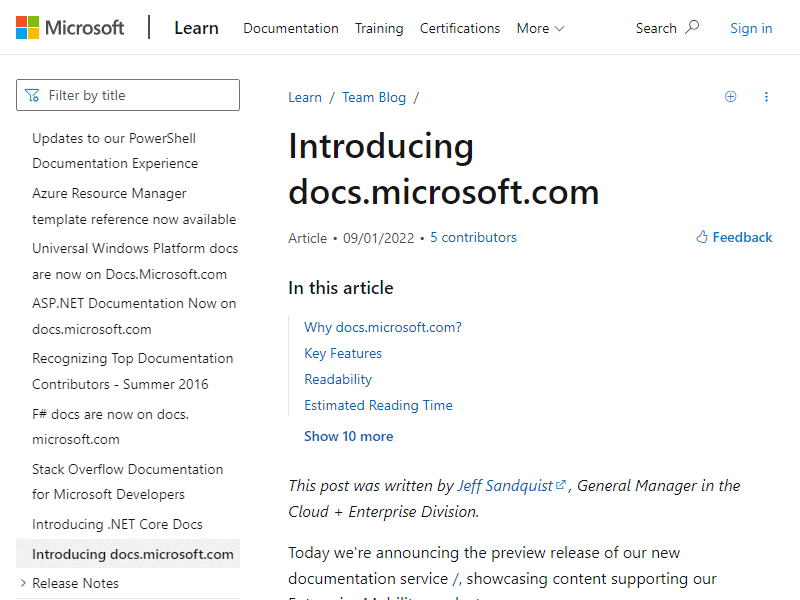 Microsoft
Learn
Documentation
Training
Certifications
More
Search
Sign in
Filter by title
Updates to our PowerShell
Documentation Experience
Azure Resource Manager
template reference now available
Universal Windows Platform docs
are now on Docs.Microsoft.com
ASP.NET Documentation Now on
docs.microsoft.com
Recognizing Top Documentation
Contributors - Summer 2016
F# docs are now on docs.
microsoft.com
Stack Overflow Documentation
for Microsoft Developers
Introducing .NET Core Docs
Introducing docs.microsoft.com
Release Notes
Learn / Team Blog /
Introducing
docs.microsoft.com
Article • 09/01/2022 • 5 contributors
Feedback
In this article
Why docs.microsoft.com?
Key Features
Readability
Estimated Reading Time
Show 10 more
This post was written by Jeff Sandquist, General Manager in the
Cloud + Enterprise Division.
Today we're announcing the preview release of our new
documentation service /, showcasing content supporting our